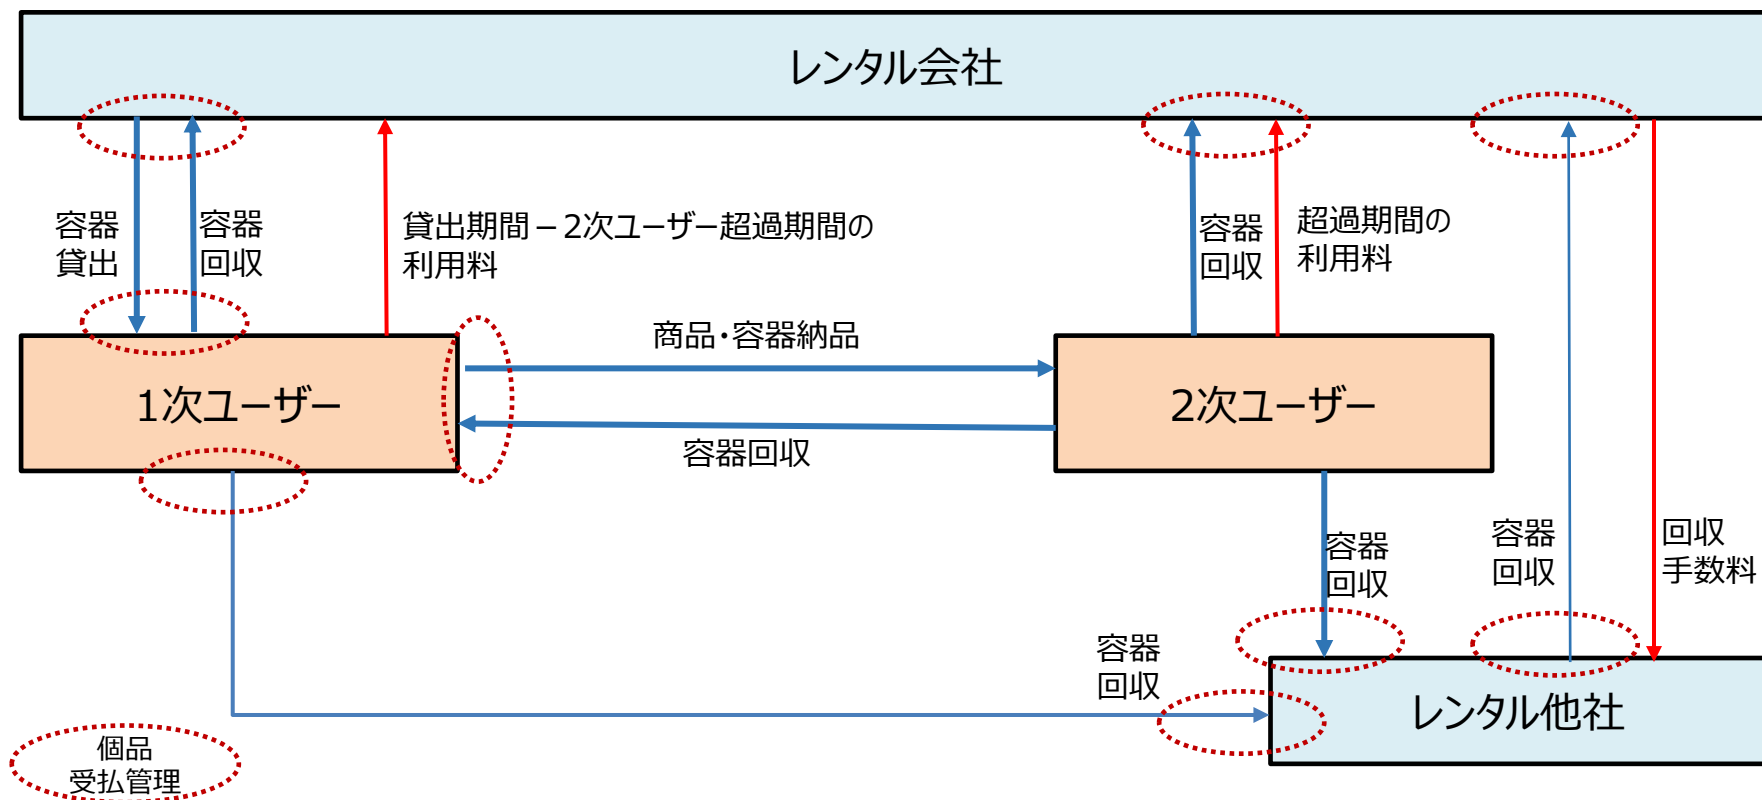 レンタル会社
容器
貸出
容器
回収
貸出期間－2次ユーザー超過期間の
利用料
容器
回収
超過期間の
利用料
商品・容器納品
1次ユーザー
2次ユーザー
容器回収
容器
回収
容器
回収
回収
手数料
容器
回収
レンタル他社
個品
受払管理